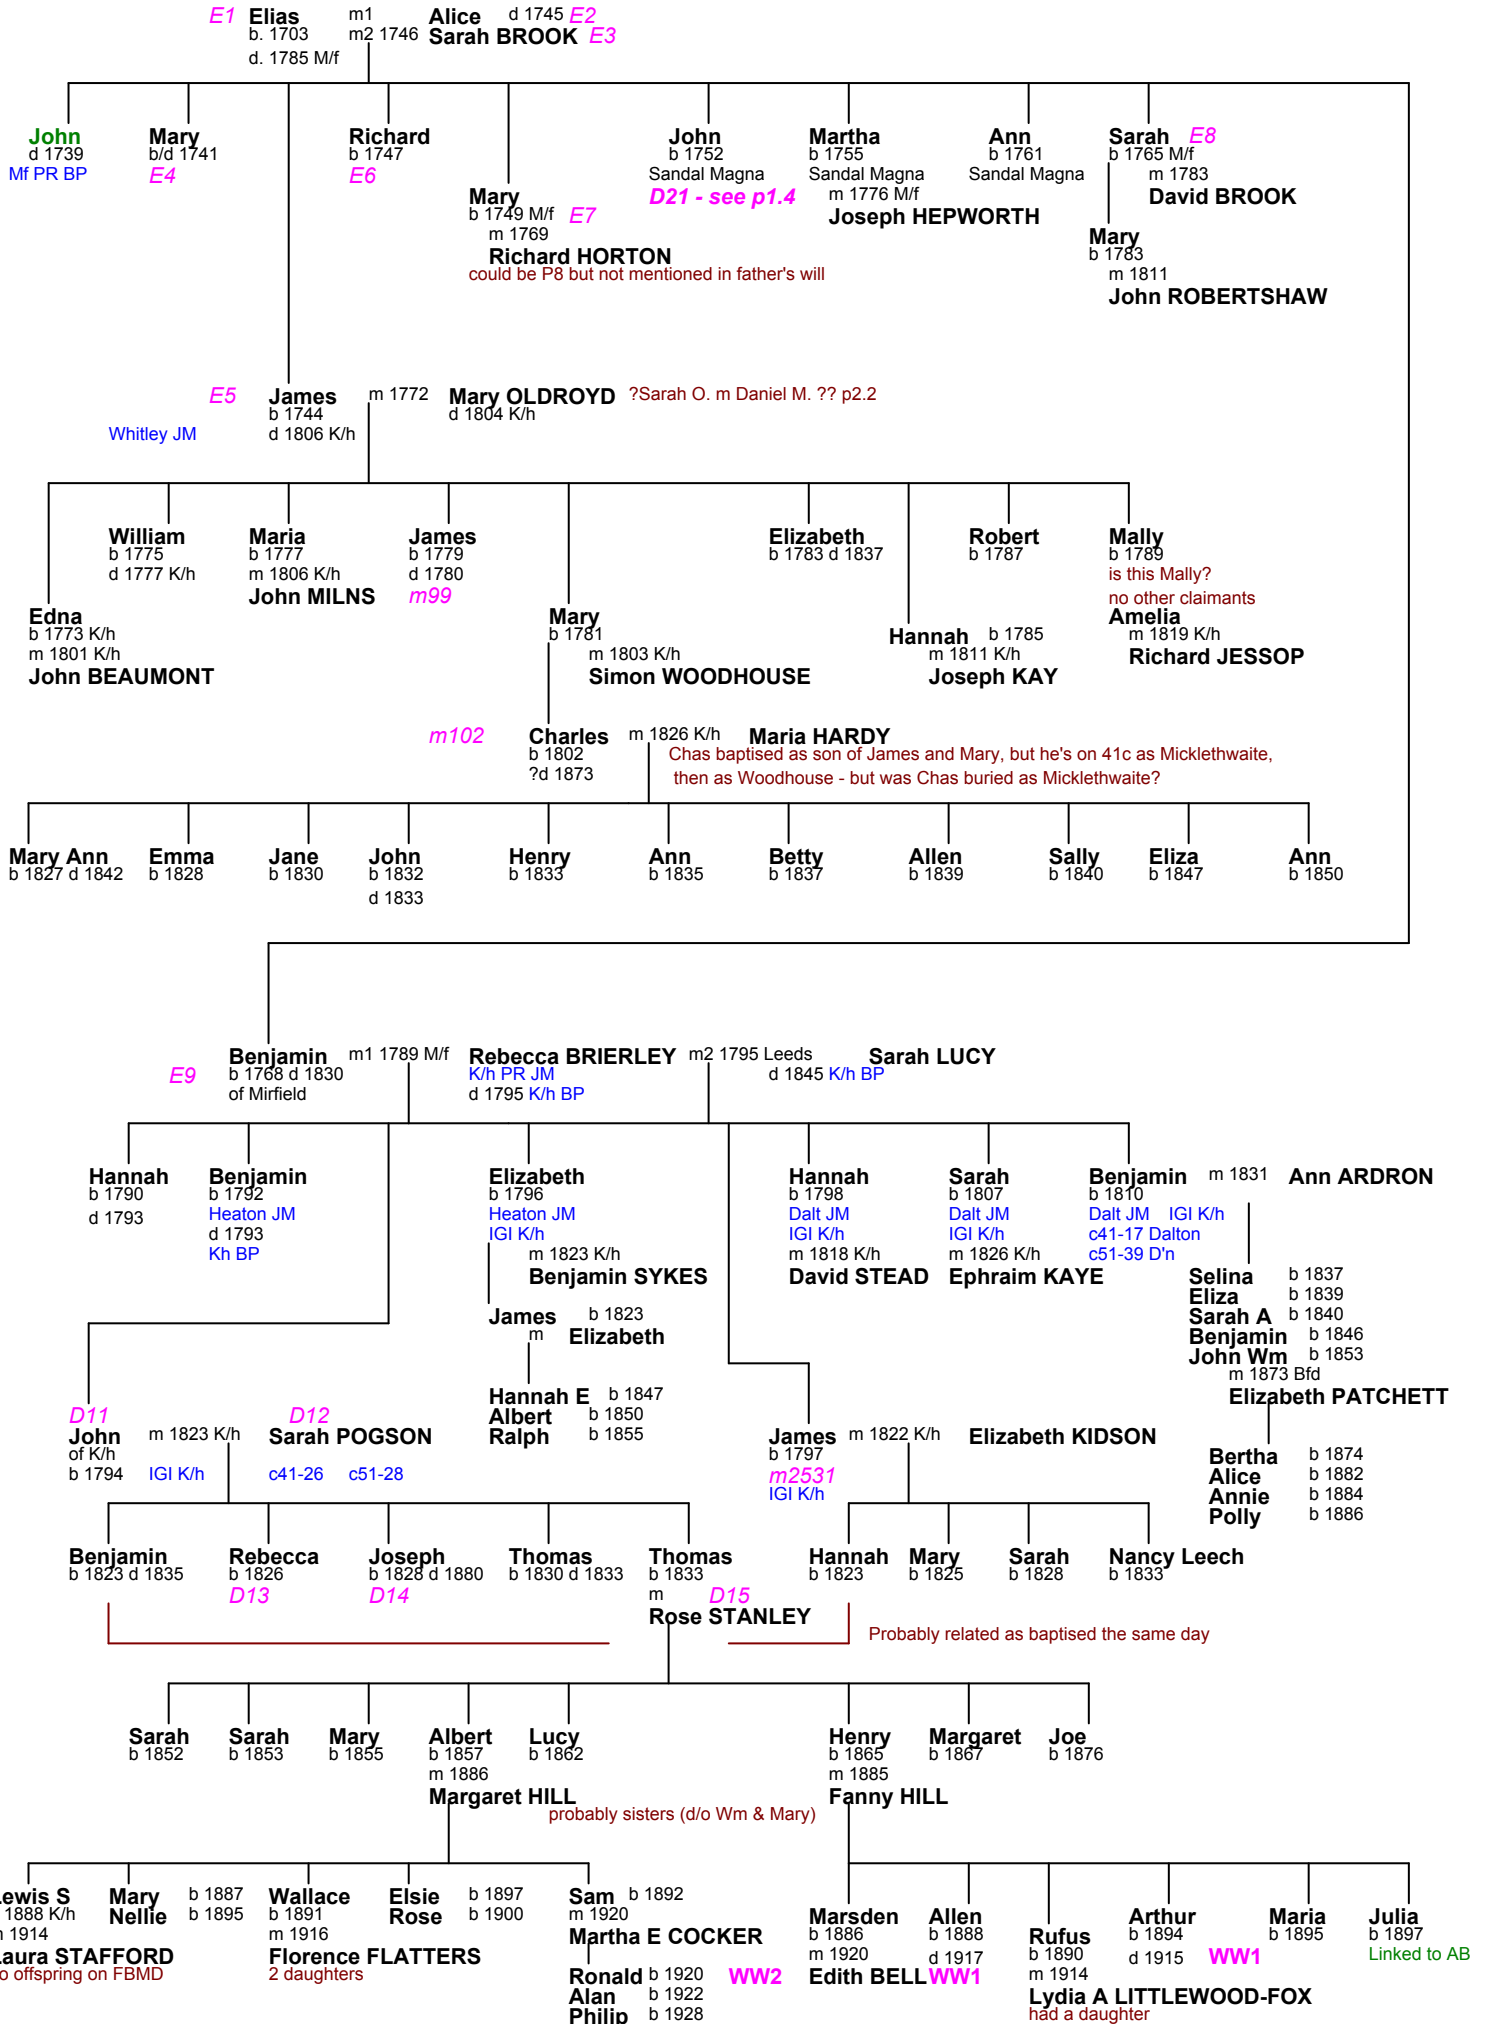 E1 Elias m1 Alice d 1745 E2
b. 1703 m2 1746 Sarah BROOK E3
d. 1785 M/f
John Mary Richard John Martha Ann Sarah E8
d 1739 b/d 1741 b 1747 b 1752 b 1755 b 1761 b 1765 M/f
Mf PR BP E4 E6 Sandal Magna Sandal Magna Sandal Magna m 1783
Mary D21 - see p1.4 m 1776 M/f David BROOK
b 1749 M/f E7 Joseph HEPWORTH
m 1769 Mary
Richard HORTON b 1783
could be P8 but not mentioned in father's will m 1811
John ROBERTSHAW
E5 James m 1772 Mary OLDROYD ?Sarah O. m Daniel M. ?? p2.2
b 1744 d 1804 K/h
Whitley JM d 1806 K/h
William Maria James Elizabeth Robert Mally
b 1775 b 1777 b 1779 b 1783 d 1837 b 1787 b 1789
d 1777 K/h m 1806 K/h d 1780 is this Mally?
John MILNS m99 no other claimants
Edna Mary Amelia
b 1773 K/h b 1781 Hannah b 1785 m 1819 K/h
m 1801 K/h m 1803 K/h m 1811 K/h Richard JESSOP
John BEAUMONT Simon WOODHOUSE Joseph KAY
m102 Charles m 1826 K/h Maria HARDY
b 1802 Chas baptised as son of James and Mary, but he's on 41c as Micklethwaite,
?d 1873 then as Woodhouse - but was Chas buried as Micklethwaite?
Mary Ann Emma Jane John Henry Ann Betty Allen Sally Eliza Ann
b 1827 d 1842 b 1828 b 1830 b 1832 b 1833 b 1835 b 1837 b 1839 b 1840 b 1847 b 1850
d 1833
Benjamin m1 1789 M/f Rebecca BRIERLEY m2 1795 Leeds Sarah LUCY
E9 b 1768 d 1830 K/h PR JM d 1845 K/h BP
of Mirfield d 1795 K/h BP
Hannah Benjamin Elizabeth Hannah Sarah Benjamin m 1831 Ann ARDRON
b 1790 b 1792 b 1796 b 1798 b 1807 b 1810
d 1793 Heaton JM Heaton JM Dalt JM Dalt JM Dalt JM IGI K/h
d 1793 IGI K/h IGI K/h IGI K/h c41-17 Dalton
Kh BP m 1823 K/h m 1818 K/h m 1826 K/h c51-39 D'n
Benjamin SYKES David STEAD Ephraim KAYE Selina b 1837
Eliza b 1839
James b 1823 Sarah A b 1840
m Elizabeth Benjamin b 1846
John Wm b 1853
m 1873 Bfd
Hannah E b 1847 Elizabeth PATCHETT
D11 D12 Albert b 1850
John m 1823 K/h Sarah POGSON Ralph b 1855 James m 1822 K/h Elizabeth KIDSON
of K/h b 1797 Bertha b 1874
b 1794 IGI K/h c41-26 c51-28 m2531 Alice b 1882
IGI K/h Annie b 1884
Polly b 1886
Benjamin Rebecca Joseph Thomas Thomas Hannah Mary Sarah Nancy Leech
b 1823 d 1835 b 1826 b 1828 d 1880 b 1830 d 1833 b 1833 b 1823 b 1825 b 1828 b 1833
D13 D14 m D15
Rose STANLEY
Probably related as baptised the same day
Sarah Sarah Mary Albert Lucy Henry Margaret Joe
b 1852 b 1853 b 1855 b 1857 b 1862 b 1865 b 1867 b 1876
m 1886 m 1885
Margaret HILL Fanny HILL
probably sisters (d/o Wm & Mary)
ewis S Mary b 1887 Wallace Elsie b 1897 Sam b 1892
1888 K/h Nellie b 1895 b 1891 Rose b 1900 m 1920 Marsden Allen Arthur Maria Julia
1914 m 1916 Martha E COCKER b 1886 b 1888 Rufus b 1894 b 1895 b 1897
aura STAFFORD Florence FLATTERS m 1920 d 1917 b 1890 d 1915 WW1 Linked to AB
o offspring on FBMD 2 daughters Ronald b 1920 WW2 Edith BELL WW1 m 1914
Alan b 1922 Lydia A LITTLEWOOD-FOX
Philip b 1928 had a daughter